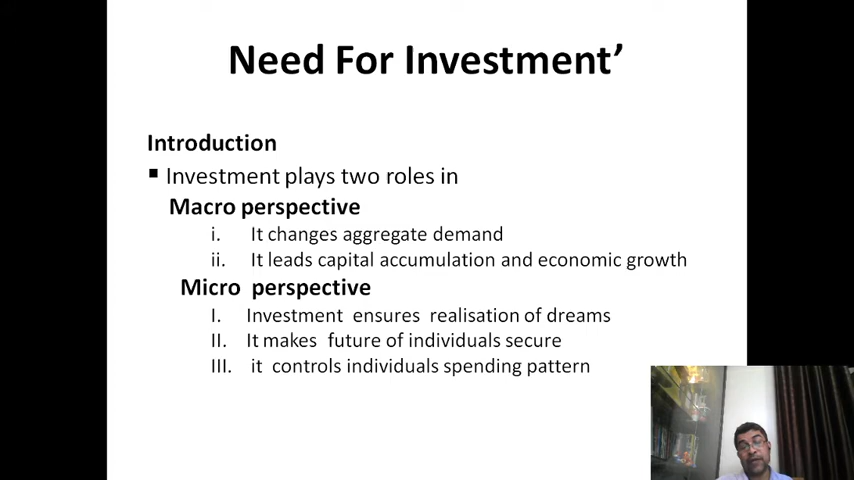 Need For Investment’
Introduction
▪ Investment plays two roles in
Macro perspective
i. It changes aggregate demand
ii. It leads capital accumulation and economic growth
Micro perspective
I. Investment ensures realisation of dreams
II. It makes future of individuals secure
III. it controls individuals spending pattern